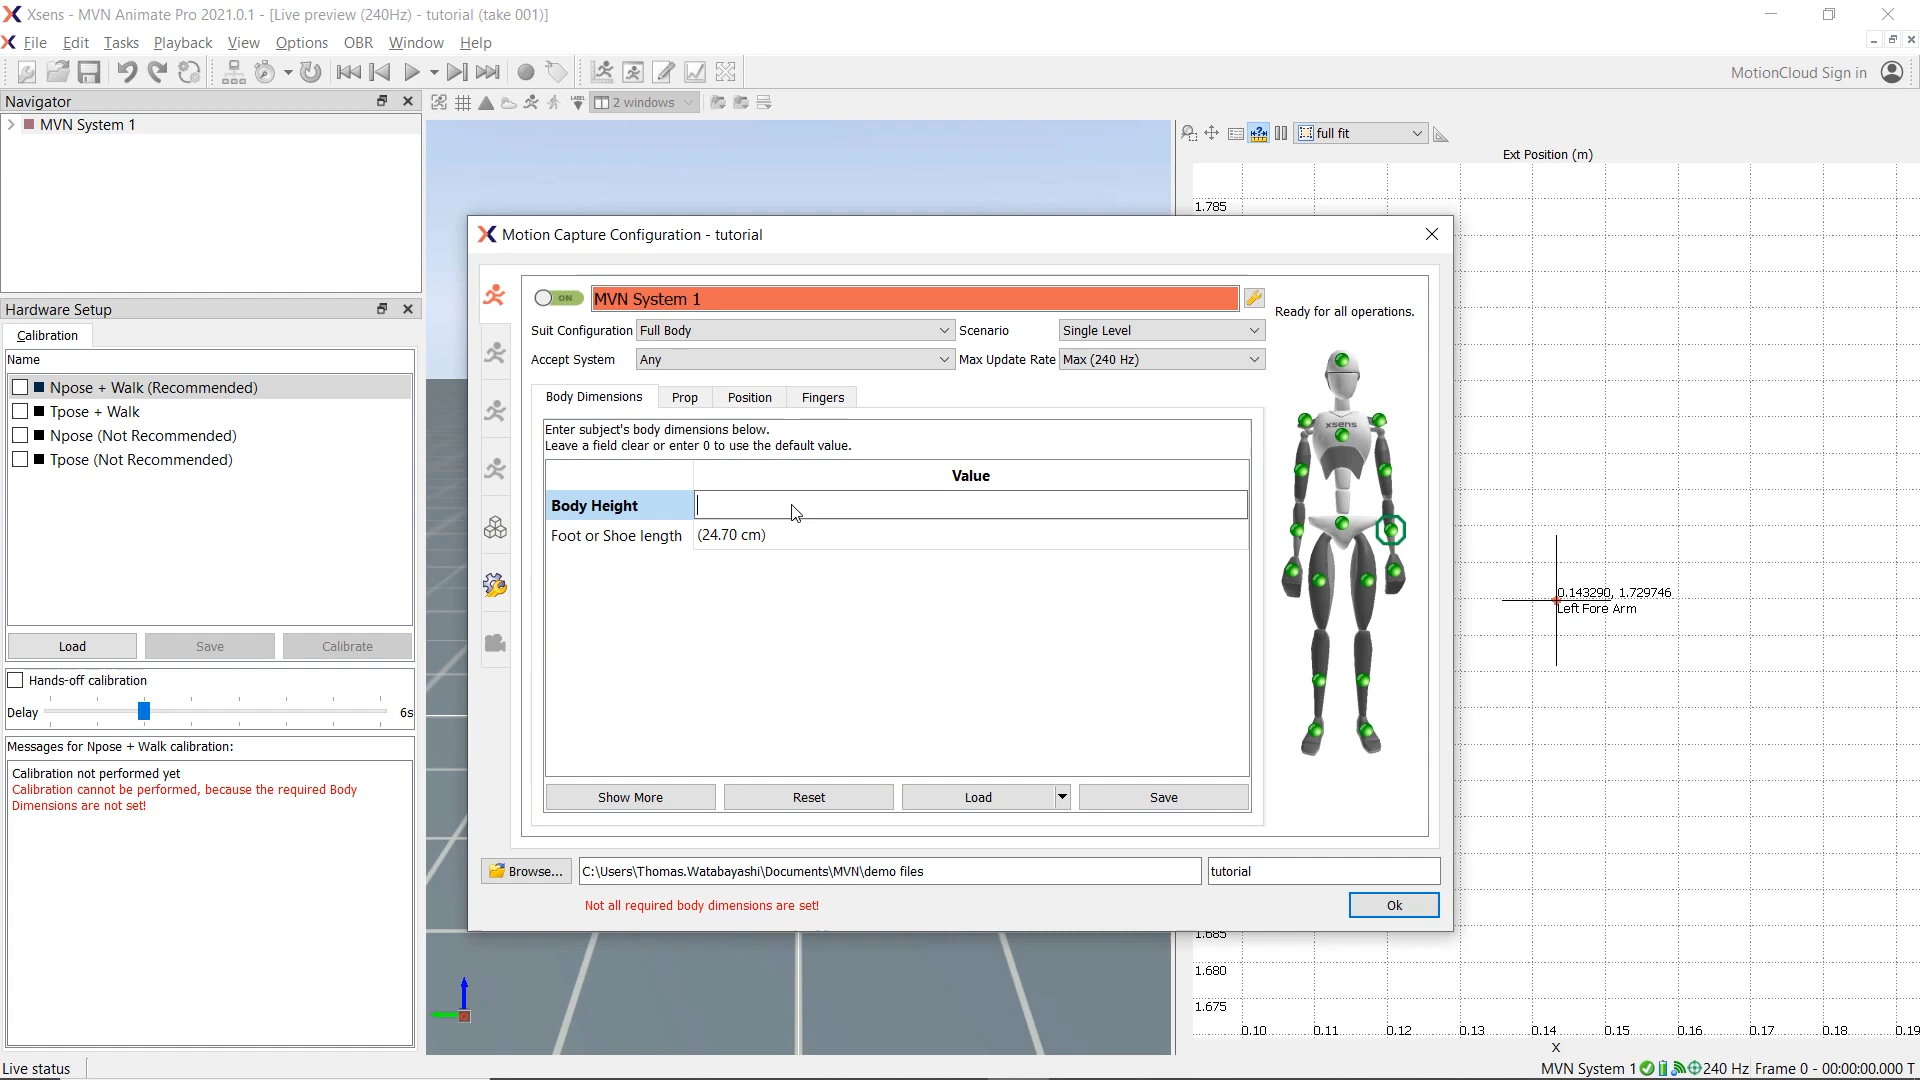 Xsens - MVN Animate Pro 2021.0.1 - [Live preview (240Hz) - tutorial (take 001)]
File Edit Tasks Playback View Options OBR Window Help
MotionCloud Sign in
Navigator
2 windows
MVN System 1
full fit
Ext Position (m)
1.785
Motion Capture Configuration - tutorial
ON
MVN System 1
Ready for all operations.
Suit Configuration Full Body Scenario Single Level
Accept System Any Max Update Rate Max (240 Hz)
Body Dimensions Prop Position Fingers
Enter subject's body dimensions below.
Leave a field clear or enter 0 to use the default value.
Value
Body Height
Foot or Shoe length (24.70 cm)
xsens
Show More Reset Load Save
Browse... C:\Users\Thomas.Watabayashi\Documents\MVN\demo files tutorial
Not all required body dimensions are set!
Ok
Hardware Setup
Calibration
Name
Npose + Walk (Recommended)
Tpose + Walk
Npose (Not Recommended)
Tpose (Not Recommended)
Load Save Calibrate
Hands-off calibration
Delay 6s
Messages for Npose + Walk calibration:
Calibration not performed yet
Calibration cannot be performed, because the required Body
Dimensions are not set!
0.143290, 1.729746
Left Fore Arm
1.685
1.680
1.675
0.10 0.11 0.12 0.13 0.14 0.15 0.16 0.17 0.18 0.19
X
Live status
MVN System 1 240 Hz Frame 0 - 00:00:00.000 T